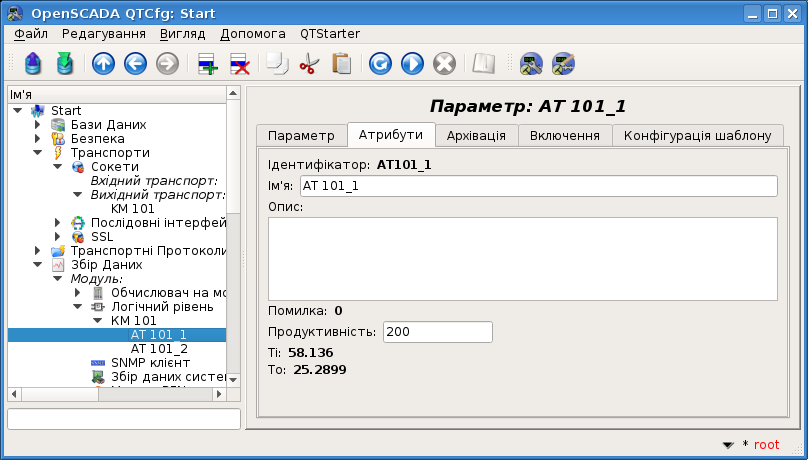 OpenSCADA QTCfg: Start
Файл Редагування Вигляд Допомога QTStarter
Ім'я
Start
Бази Даних
Безпека
Транспорти
Сокети
Вхідний транспорт:
Вихідний транспорт:
KM 101
Послідовні інтерфей
SSL
Транспортні Протоколи
Збір Даних
Модуль:
Обчислювач на мо
Логічний рівень
KM 101
AT 101_1
AT 101_2
SNMP клієнт
Збір даних систем
Параметр: AT 101_1
Параметр Атрибути Архівація Включення Конфігурація шаблону
Ідентифікатор: AT101_1
Ім'я: AT 101_1
Опис:
Помилка: 0
Продуктивність: 200
Ti: 58.136
To: 25.2899
* root